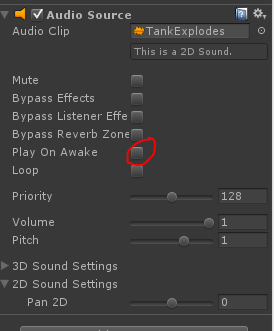 Audio Source
Audio Clip TankExplodes
This is a 2D Sound.
Mute
Bypass Effects
Bypass Listener Effe
Bypass Reverb Zone
Play On Awake
Loop
Priority 128
Volume 1
Pitch 1
3D Sound Settings
2D Sound Settings
Pan 2D 0